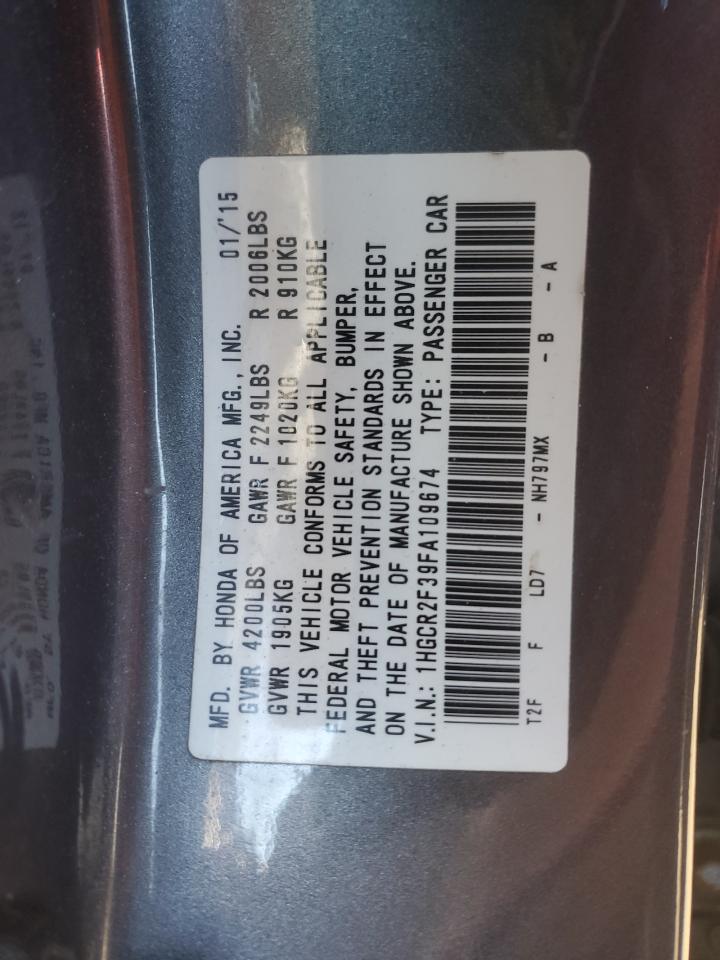 MFD. BY HONDA OF AMERICA MFG., INC. 01/'15
GVWR 4200LBS GAWR F 2249LBS R 2006LBS
GVWR 1905KG GAWR F 1020KG R 910KG
THIS VEHICLE CONFORMS TO ALL APPLICABLE
FEDERAL MOTOR VEHICLE SAFETY, BUMPER,
AND THEFT PREVENTION STANDARDS IN EFFECT
ON THE DATE OF MANUFACTURE SHOWN ABOVE.
V.I.N.: 1HGCR2F39FA109674 TYPE: PASSENGER CAR
T2F F LD7 - NH797MX - B - A